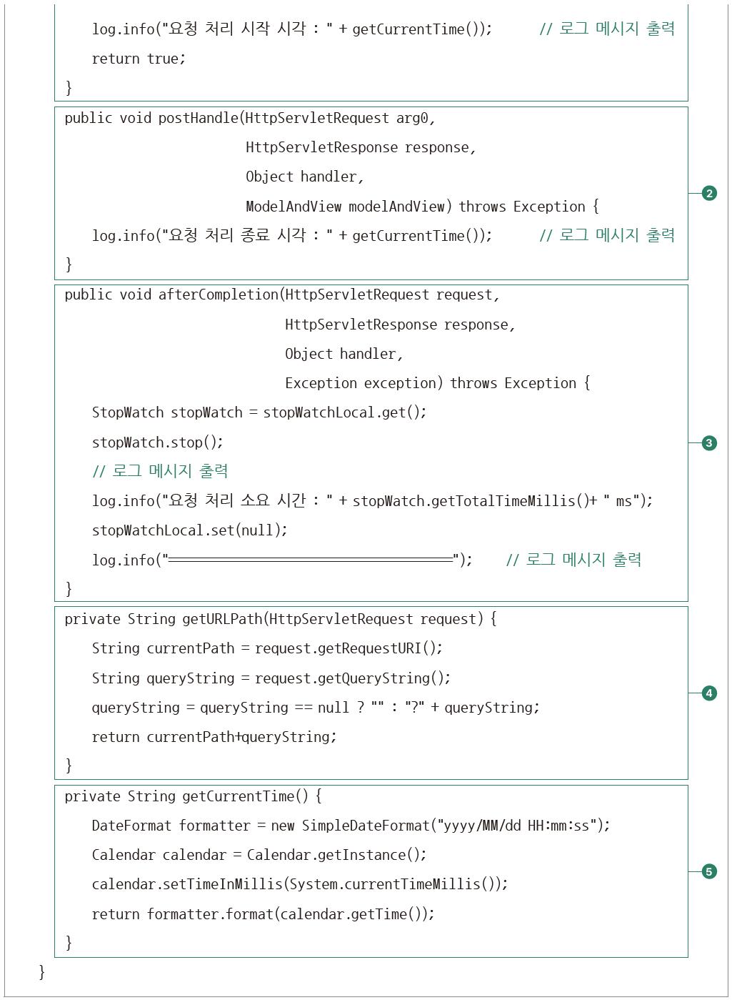 log.info("요청 처리 시작 시각 : " + getCurrentTime()); // 로그 메시지 출력
return true;
}
public void postHandle(HttpServletRequest arg0,
HttpServletResponse response,
Object handler,
ModelAndView modelAndView) throws Exception {
2
log.info("요청 처리 종료 시각 : " + getCurrentTime()); // 로그 메시지 출력
}
public void afterCompletion(HttpServletRequest request,
HttpServletResponse response,
Object handler,
Exception exception) throws Exception {
StopWatch stopWatch = stopWatchLocal.get();
stopWatch.stop();
3
// 로그 메시지 출력
log.info("요청 처리 소요 시간 : " + stopWatch.getTotalTimeMillis()+ " ms");
stopWatchLocal.set(null);
log.info("========================================"); // 로그 메시지 출력
}
private String getURLPath(HttpServletRequest request) {
String currentPath = request.getRequestURI();
String queryString = request.getQueryString();
4
queryString = queryString == null ? "" : "?" + queryString;
return currentPath+queryString;
}
private String getCurrentTime() {
DateFormat formatter = new SimpleDateFormat("yyyy/MM/dd HH:mm:ss");
Calendar calendar = Calendar.getInstance();
5
calendar.setTimeInMillis(System.currentTimeMillis());
return formatter.format(calendar.getTime());
}
}